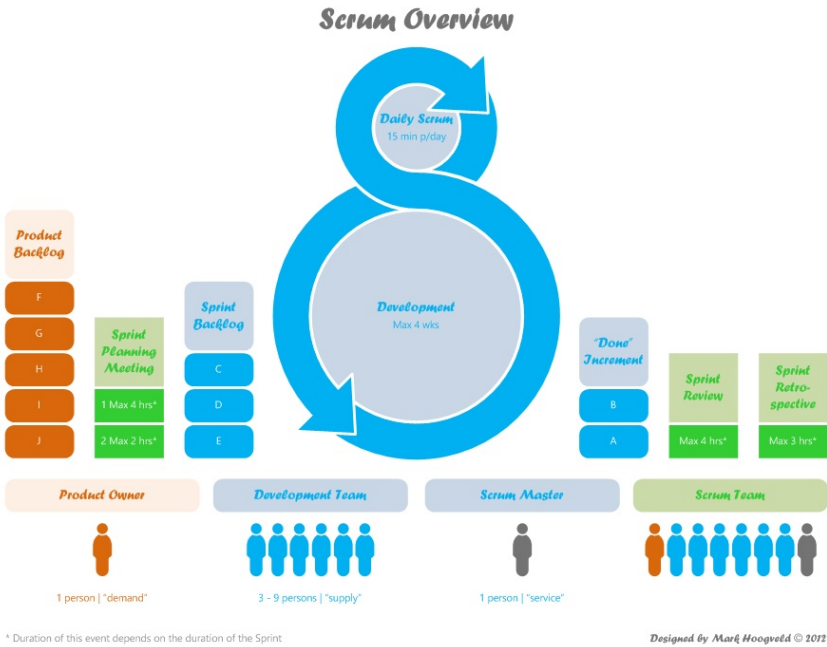 Scrum Overview
Daily Scrum
15 min p/day
Product
Backlog
F
G
H
I
J
Sprint
Planning
Meeting
1 Max 4 hrs*
2 Max 2 hrs*
Sprint
Backlog
C
D
E
Development
Max 4 wks
"Done"
Increment
B
A
Sprint
Review
Max 4 hrs*
Sprint
Retro-
spective
Max 3 hrs*
Product Owner
Development Team
Scrum Master
Scrum Team
1 person | "demand"
3 - 9 persons | "supply"
1 person | "service"
* Duration of this event depends on the duration of the Sprint
Designed by Mark Hoogveld © 2012